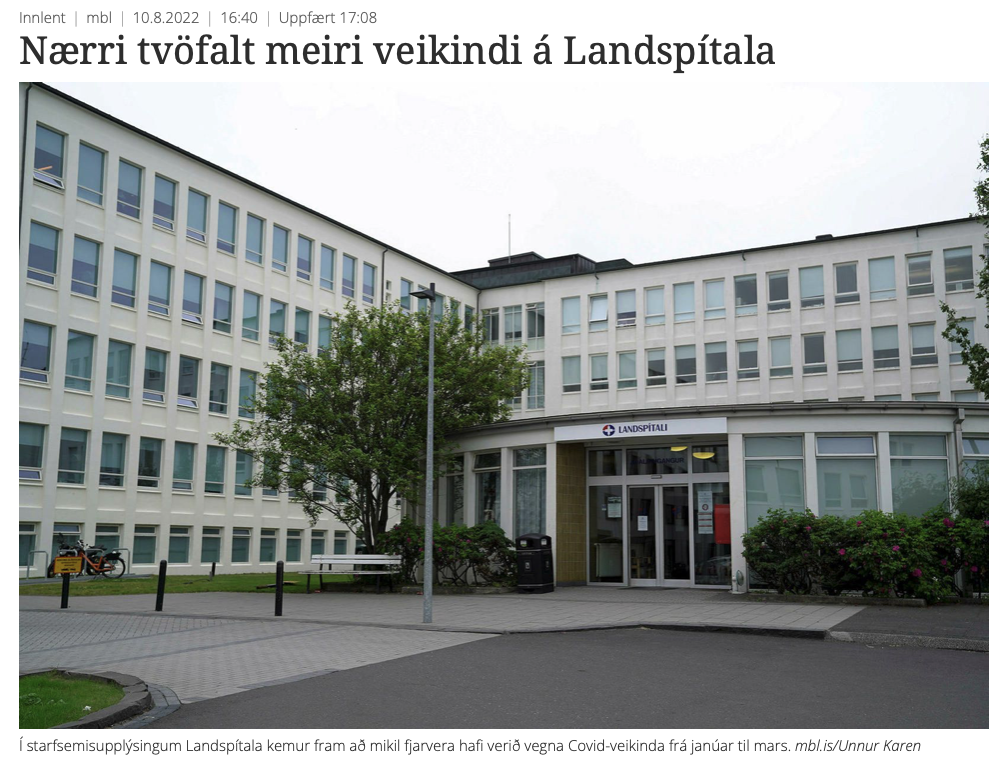 Innlent | mbl | 10.8.2022 | 16:40 | Uppfært 17:08
Nærri tvöfalt meiri veikindi á Landspítala
LANDSPÍTALI
Í starfsemisupplýsingum Landspítala kemur fram að mikil fjarvera hafi verið vegna Covid-veikinda frá janúar til mars. mbl.is/Unnur Karen